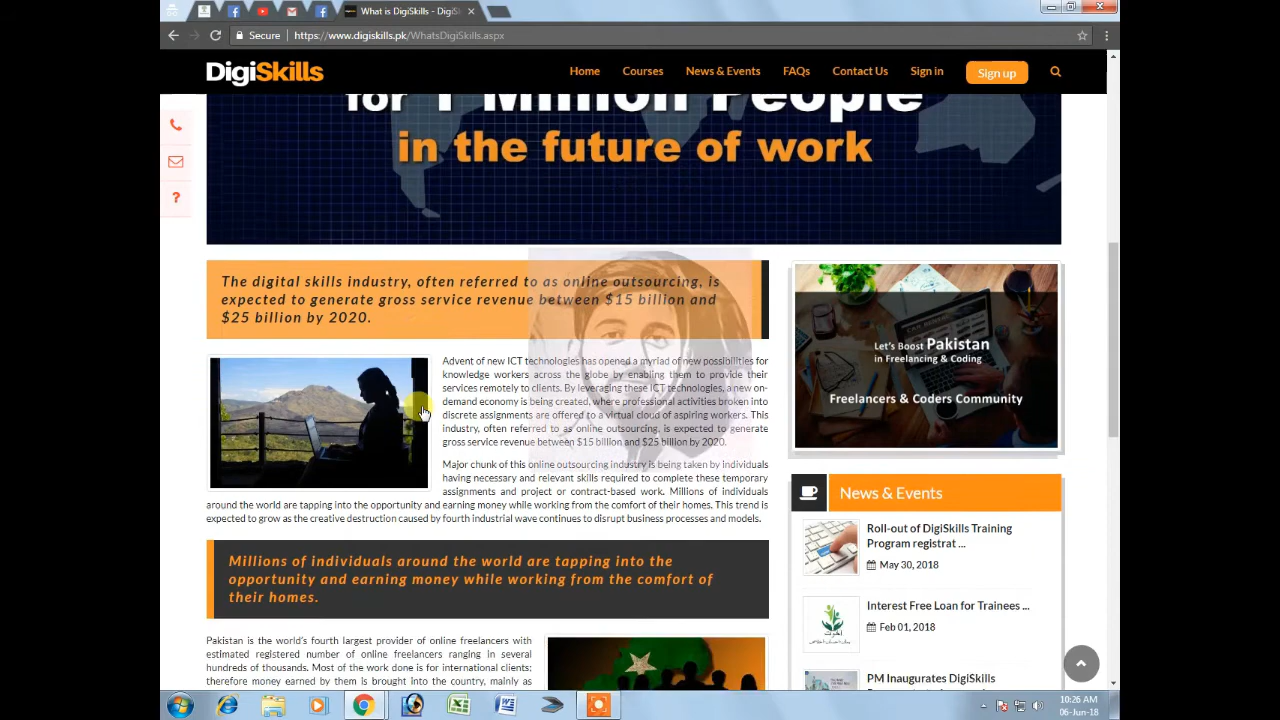 What is DigiSkills - DigiS
Secure
https://www.digiskills.pk/WhatsDigiSkills.aspx
DigiSkills
Home
Courses
News & Events
FAQs
Contact Us
Sign in
Sign up
for 1 Million People
in the future of work
?
The digital skills industry, often referred to as online outsourcing, is
expected to generate gross service revenue between $15 billion and
$25 billion by 2020.
Advent of new ICT technologies has opened a myriad of new possibilities for
knowledge workers across the globe by enabling them to provide their
services remotely to clients. By leveraging these ICT technologies, a new on-
demand economy is being created, where professional activities broken into
discrete assignments are offered to a virtual cloud of aspiring workers. This
industry, often referred to as online outsourcing, is expected to generate
gross service revenue between $15 billion and $25 billion by 2020.
Major chunk of this online outsourcing industry is being taken by individuals
having necessary and relevant skills required to complete these temporary
assignments and project or contract-based work. Millions of individuals
around the world are tapping into the opportunity and earning money while working from the comfort of their homes. This trend is
expected to grow as the creative destruction caused by fourth industrial wave continues to disrupt business processes and models.
Millions of individuals around the world are tapping into the
opportunity and earning money while working from the comfort of
their homes.
Pakistan is the world's fourth largest provider of online freelancers with
estimated registered number of online freelancers ranging in several
hundreds of thousands. Most of the work done is for international clients;
therefore money earned by them is brought into the country, mainly as
Let's Boost Pakistan
in Freelancing & Coding
Freelancers & Coders Community
News & Events
Roll-out of DigiSkills Training
Program registrat ...
May 30, 2018
Interest Free Loan for Trainees ...
Feb 01, 2018
PM Inaugurates DigiSkills
10:26 AM
06-Jun-18